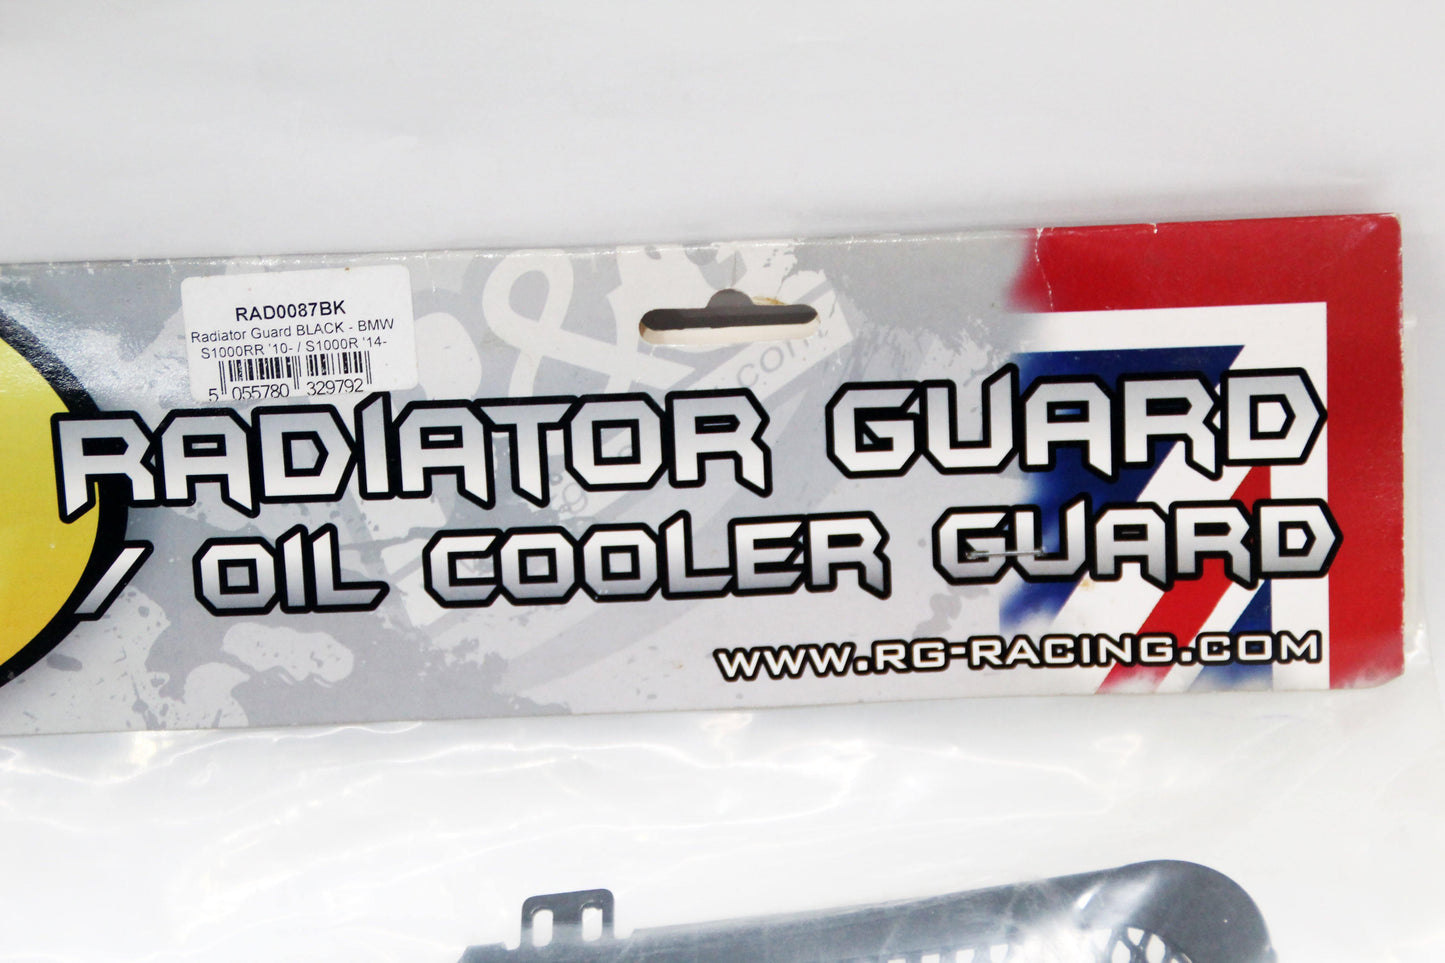 RAD0087BK
Radiator Guard BLACK - BMW
S1000RR '10- / S1000R '14-
5 055780 329792
RADIATOR GUARD
/ OIL COOLER GUARD
WWW.RG-RACING.COM